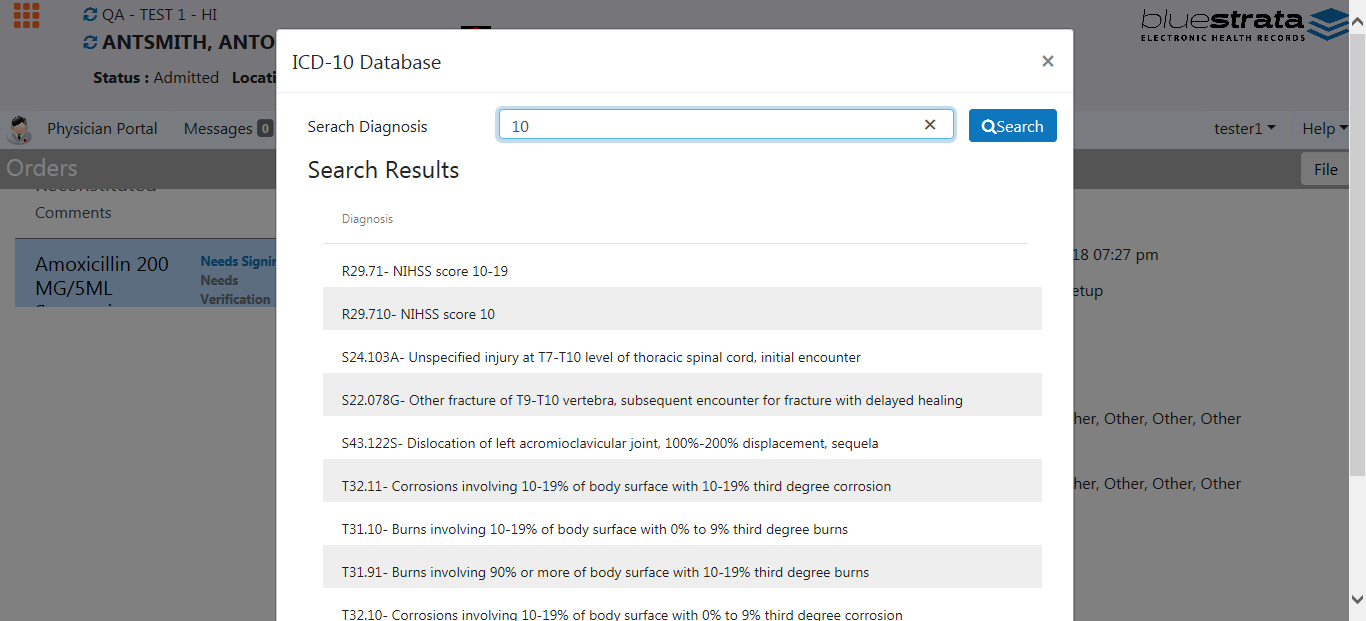 QA - TEST 1 - HI
ANTSMITH, ANTO
Status : Admitted Locati
bluestrata
ELECTRONIC HEALTH RECORDS
Physician Portal Messages 0
tester1 Help
Orders
File
Reconstituted
Comments
Amoxicillin 200
MG/5ML
Needs Signin
Needs
Verification
18 07:27 pm
etup
her, Other, Other, Other
her, Other, Other, Other
ICD-10 Database
×
Serach Diagnosis
10
Search
Search Results
Diagnosis
R29.71- NIHSS score 10-19
R29.710- NIHSS score 10
S24.103A- Unspecified injury at T7-T10 level of thoracic spinal cord, initial encounter
S22.078G- Other fracture of T9-T10 vertebra, subsequent encounter for fracture with delayed healing
S43.122S- Dislocation of left acromioclavicular joint, 100%-200% displacement, sequela
T32.11- Corrosions involving 10-19% of body surface with 10-19% third degree corrosion
T31.10- Burns involving 10-19% of body surface with 0% to 9% third degree burns
T31.91- Burns involving 90% or more of body surface with 10-19% third degree burns
T32.10- Corrosions involving 10-19% of body surface with 0% to 9% third degree corrosion